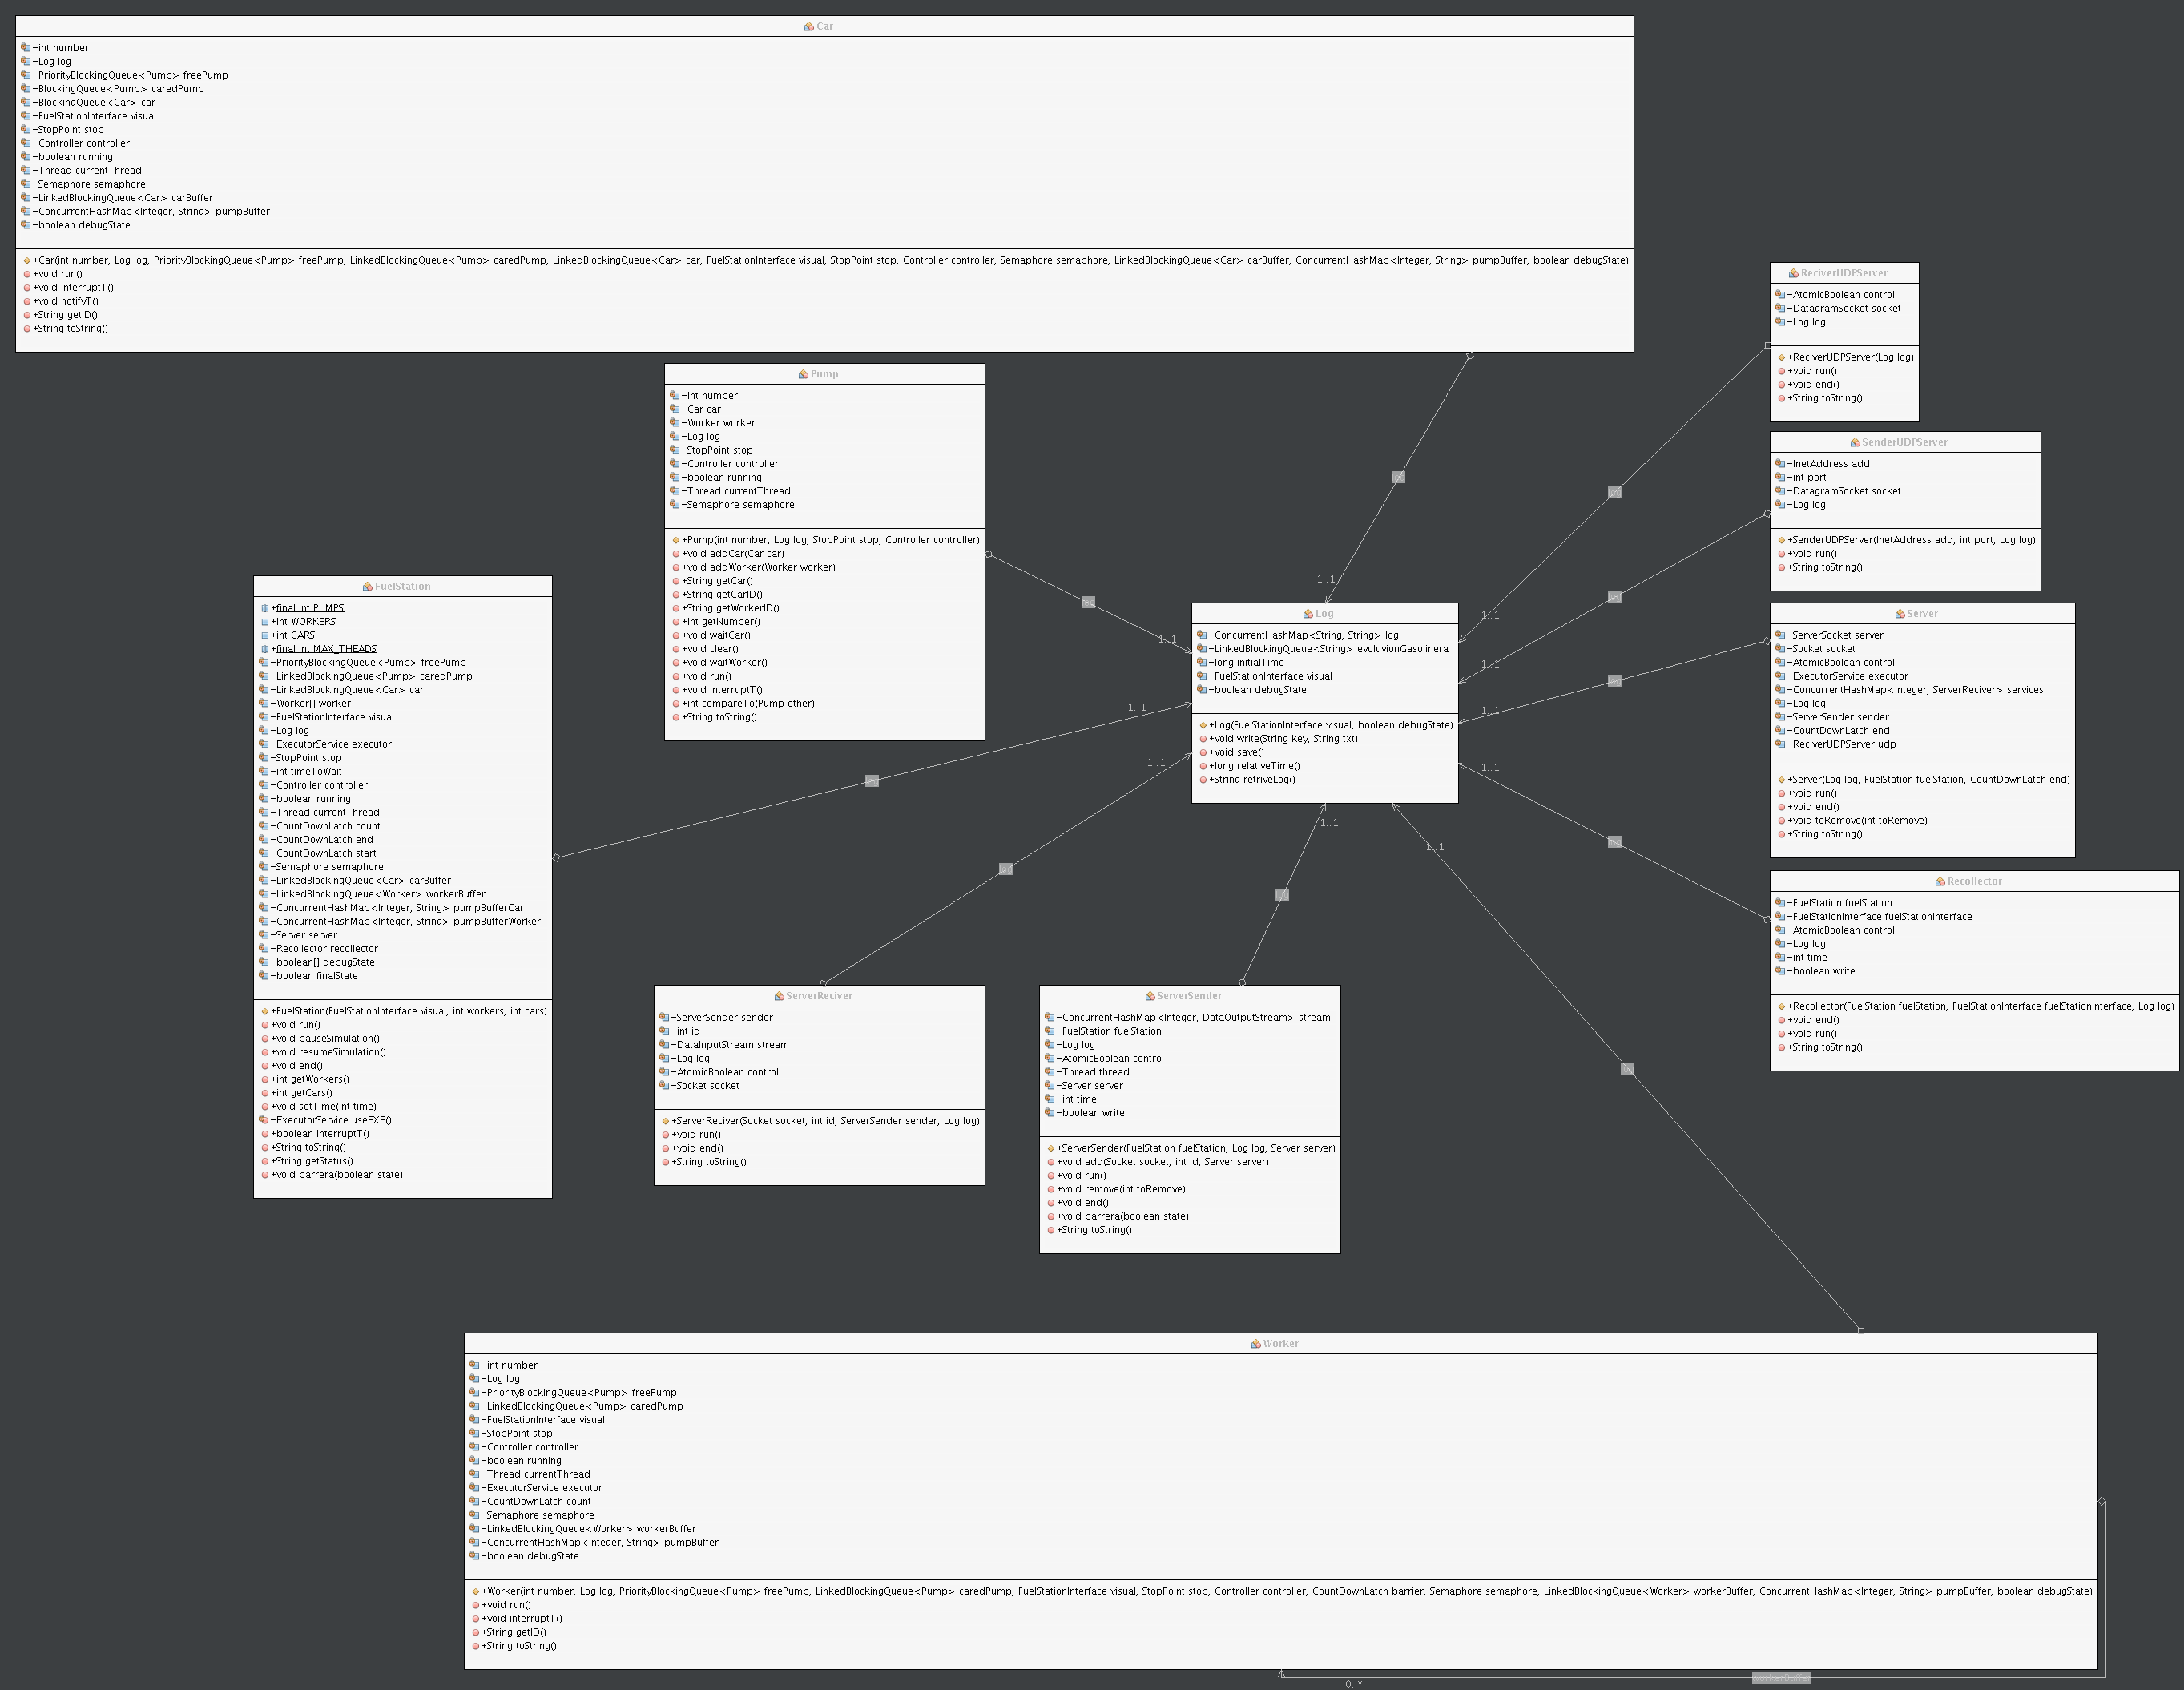 Car
-int number
-Log log
-PriorityBlockingQueue<Pump> freePump
-BlockingQueue<Pump> caredPump
-BlockingQueue<Car> car
-FuelStationInterface visual
-StopPoint stop
-Controller controller
-boolean running
-Thread currentThread
-Semaphore semaphore
-LinkedBlockingQueue<Car> carBuffer
-ConcurrentHashMap<Integer, String> pumpBuffer
-boolean debugState
+Car(int number, Log log, PriorityBlockingQueue<Pump> freePump, LinkedBlockingQueue<Pump> caredPump, LinkedBlockingQueue<Car> car, FuelStationInterface visual, StopPoint stop, Controller controller, Semaphore semaphore, LinkedBlockingQueue<Car> carBuffer, ConcurrentHashMap<Integer, String> pumpBuffer, boolean debugState)
+void run()
+void interruptT()
+void notifyT()
+String getID()
+String toString()
ReciverUDPServer
-AtomicBoolean control
-DatagramSocket socket
-Log log
+ReciverUDPServer(Log log)
+void run()
+void end()
+String toString()
Pump
-int number
-Car car
-Worker worker
-Log log
-StopPoint stop
-Controller controller
-boolean running
-Thread currentThread
-Semaphore semaphore
+Pump(int number, Log log, StopPoint stop, Controller controller)
+void addCar(Car car)
+void addWorker(Worker worker)
+String getCar()
+String getCarID()
+String getWorkerID()
+int getNumber()
+void waitCar()
+void clear()
+void waitWorker()
+void run()
+void interruptT()
+int compareTo(Pump other)
+String toString()
SenderUDPServer
-InetAddress add
-int port
-DatagramSocket socket
-Log log
+SenderUDPServer(InetAddress add, int port, Log log)
+void run()
+String toString()
FuelStation
+final int PUMPS
+int WORKERS
+int CARS
+final int MAX_THEADS
-PriorityBlockingQueue<Pump> freePump
-LinkedBlockingQueue<Pump> caredPump
-LinkedBlockingQueue<Car> car
-Worker[] worker
-FuelStationInterface visual
-Log log
-ExecutorService executor
-StopPoint stop
-int timeToWait
-Controller controller
-boolean running
-Thread currentThread
-CountDownLatch count
-CountDownLatch end
-CountDownLatch start
-Semaphore semaphore
-LinkedBlockingQueue<Car> carBuffer
-LinkedBlockingQueue<Worker> workerBuffer
-ConcurrentHashMap<Integer, String> pumpBufferCar
-ConcurrentHashMap<Integer, String> pumpBufferWorker
-Server server
-Recollector recollector
-boolean[] debugState
-boolean finalState
+FuelStation(FuelStationInterface visual, int workers, int cars)
+void run()
+void pauseSimulation()
+void resumeSimulation()
+void end()
+int getWorkers()
+int getCars()
+void setTime(int time)
-ExecutorService useEXE()
+boolean interruptT()
+String toString()
+String getStatus()
+void barrera(boolean state)
1..1
1..1
1..1
1..1
1..1
1..1
1..1
1..1
1..1
1..1
Log
-ConcurrentHashMap<String, String> log
-LinkedBlockingQueue<String> evoluvionGasolinera
-long initialTime
-FuelStationInterface visual
-boolean debugState
+Log(FuelStationInterface visual, boolean debugState)
+void write(String key, String txt)
+void save()
+long relativeTime()
+String retriveLog()
Server
-ServerSocket server
-Socket socket
-AtomicBoolean control
-ExecutorService executor
-ConcurrentHashMap<Integer, ServerReciver> services
-Log log
-ServerSender sender
-CountDownLatch end
-ReciverUDPServer udp
+Server(Log log, FuelStation fuelStation, CountDownLatch end)
+void run()
+void end()
+void toRemove(int toRemove)
+String toString()
Recollector
-FuelStation fuelStation
-FuelStationInterface fuelStationInterface
-AtomicBoolean control
-Log log
-int time
-boolean write
+Recollector(FuelStation fuelStation, FuelStationInterface fuelStationInterface, Log log)
+void end()
+void run()
+String toString()
ServerReciver
-ServerSender sender
-int id
-DataInputStream stream
-Log log
-AtomicBoolean control
-Socket socket
+ServerReciver(Socket socket, int id, ServerSender sender, Log log)
+void run()
+void end()
+String toString()
ServerSender
-ConcurrentHashMap<Integer, DataOutputStream> stream
-FuelStation fuelStation
-Log log
-AtomicBoolean control
-Thread thread
-Server server
-int time
-boolean write
+ServerSender(FuelStation fuelStation, Log log, Server server)
+void add(Socket socket, int id, Server server)
+void run()
+void remove(int toRemove)
+void end()
+void barrera(boolean state)
+String toString()
Worker
-int number
-Log log
-PriorityBlockingQueue<Pump> freePump
-LinkedBlockingQueue<Pump> caredPump
-FuelStationInterface visual
-StopPoint stop
-Controller controller
-boolean running
-Thread currentThread
-ExecutorService executor
-CountDownLatch count
-Semaphore semaphore
-LinkedBlockingQueue<Worker> workerBuffer
-ConcurrentHashMap<Integer, String> pumpBuffer
-boolean debugState
+Worker(int number, Log log, PriorityBlockingQueue<Pump> freePump, LinkedBlockingQueue<Pump> caredPump, FuelStationInterface visual, StopPoint stop, Controller controller, CountDownLatch barrier, Semaphore semaphore, LinkedBlockingQueue<Worker> workerBuffer, ConcurrentHashMap<Integer, String> pumpBuffer, boolean debugState)
+void run()
+void interruptT()
+String getID()
+String toString()
workerBuffer
0..*